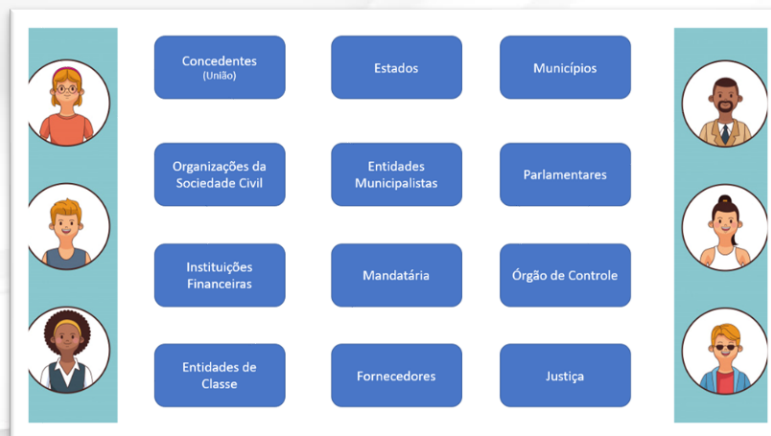 Concedentes
(União)
Estados
Municípios
Organizações da
Sociedade Civil
Entidades
Municipalistas
Parlamentares
Instituições
Financeiras
Mandatária
Órgão de Controle
Entidades de
Classe
Fornecedores
Justiça